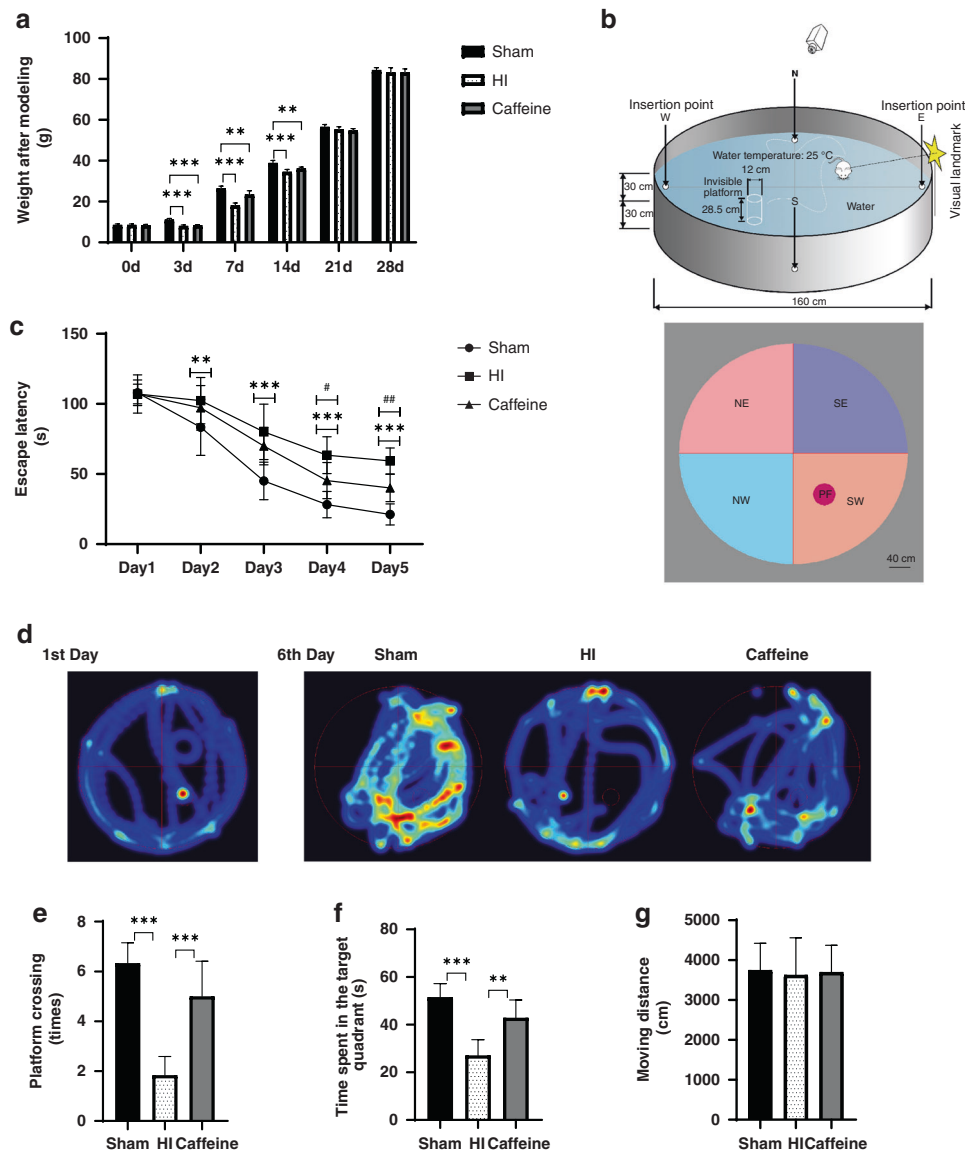 a
Weight after modeling
(g)
100
80
60
40
20
0
***
***
***
**
***
**
0d
3d
7d
14d
21d
28d
Sham
HI
Caffeine
b
N
Insertion point
W
Insertion point
E
Visual landmark
Water temperature: 25 °C
12 cm
Invisible
platform
28.5 cm
S
Water
30 cm
30 cm
160 cm
NE
SE
NW
PF
SW
40 cm
c
Escape latency
(s)
150
100
50
0
**
***
#
***
##
***
Day1
Day2
Day3
Day4
Day5
Sham
HI
Caffeine
d
1st Day
6th Day
Sham
HI
Caffeine
e
Platform crossing
(times)
8
6
4
2
0
***
***
Sham
HI
Caffeine
f
Time spent in the target
quadrant (s)
80
60
40
20
0
***
**
Sham
HI
Caffeine
g
Moving distance
(cm)
5000
4000
3000
2000
1000
0
Sham
HI
Caffeine